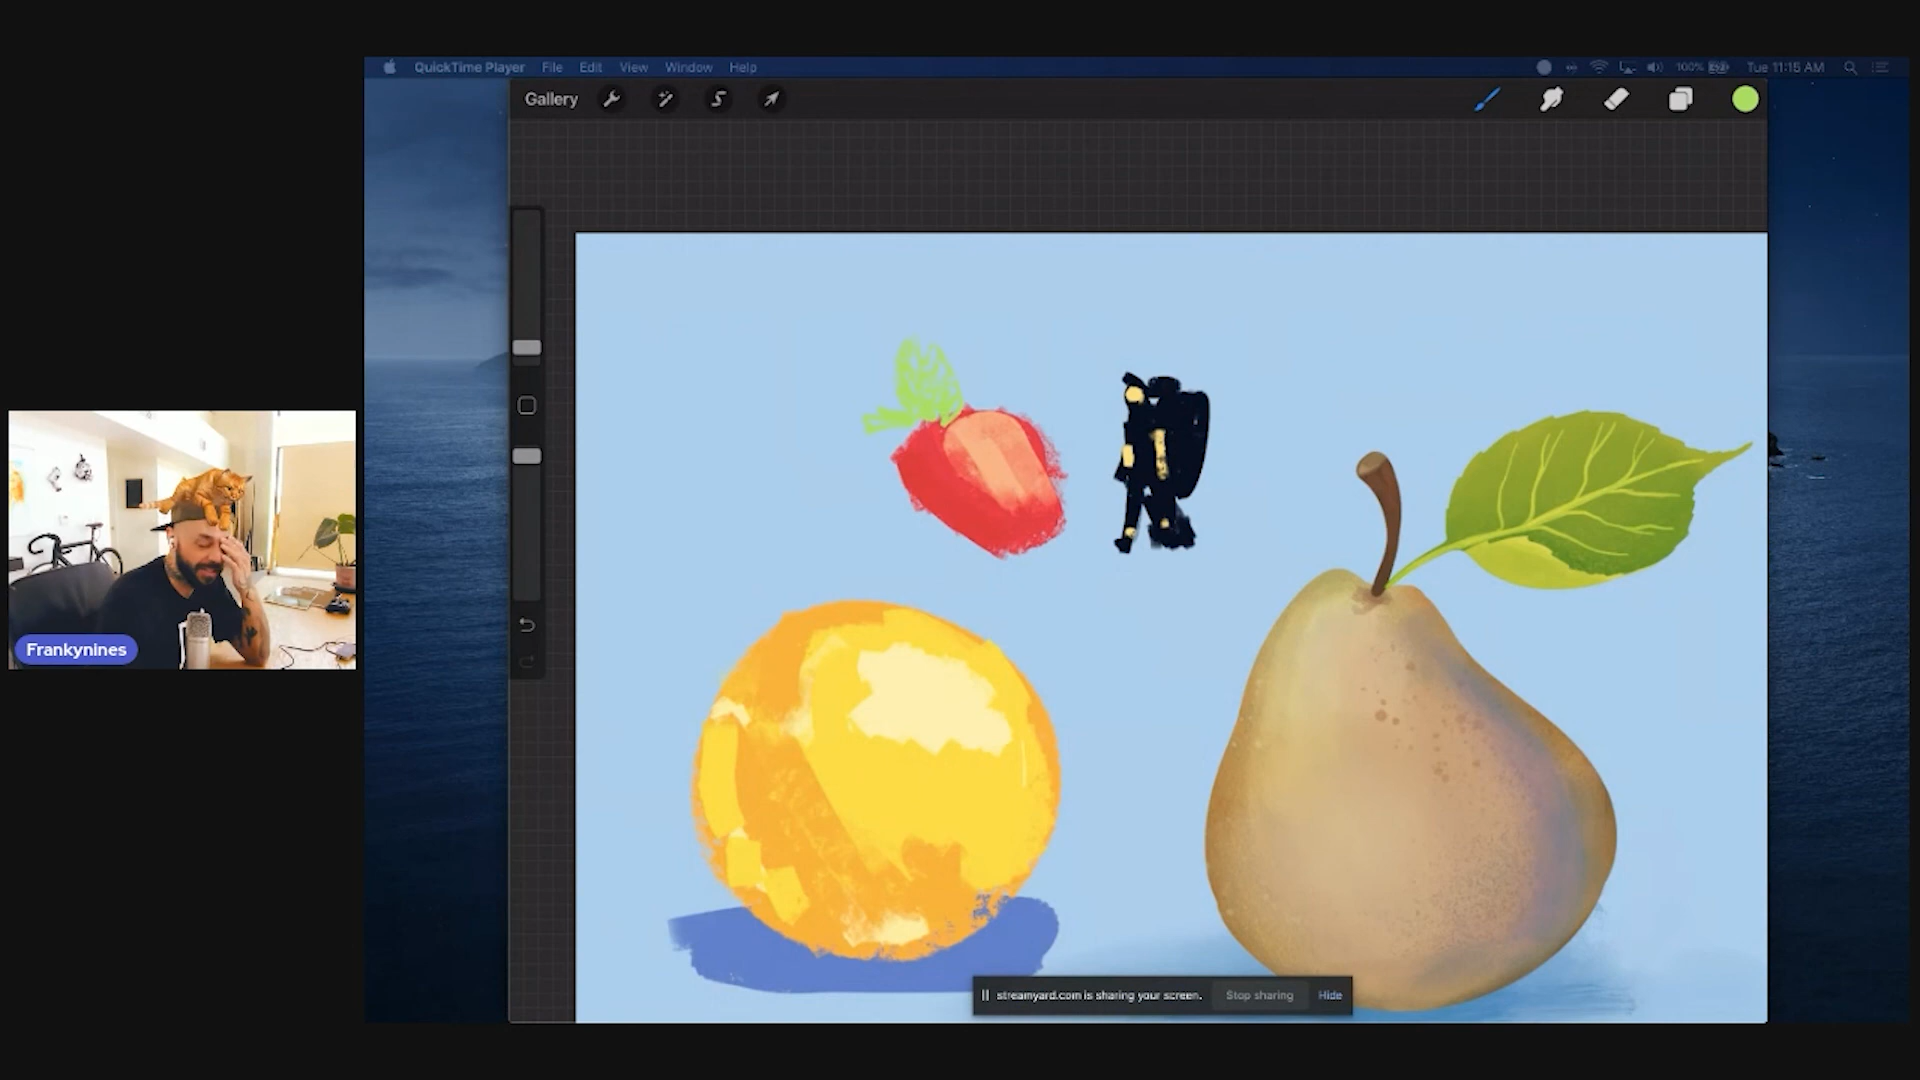 QuickTime Player File Edit View Window Help
100% Tue 11:15 AM
Gallery
Frankynines
streamyard.com is sharing your screen. Stop sharing Hide